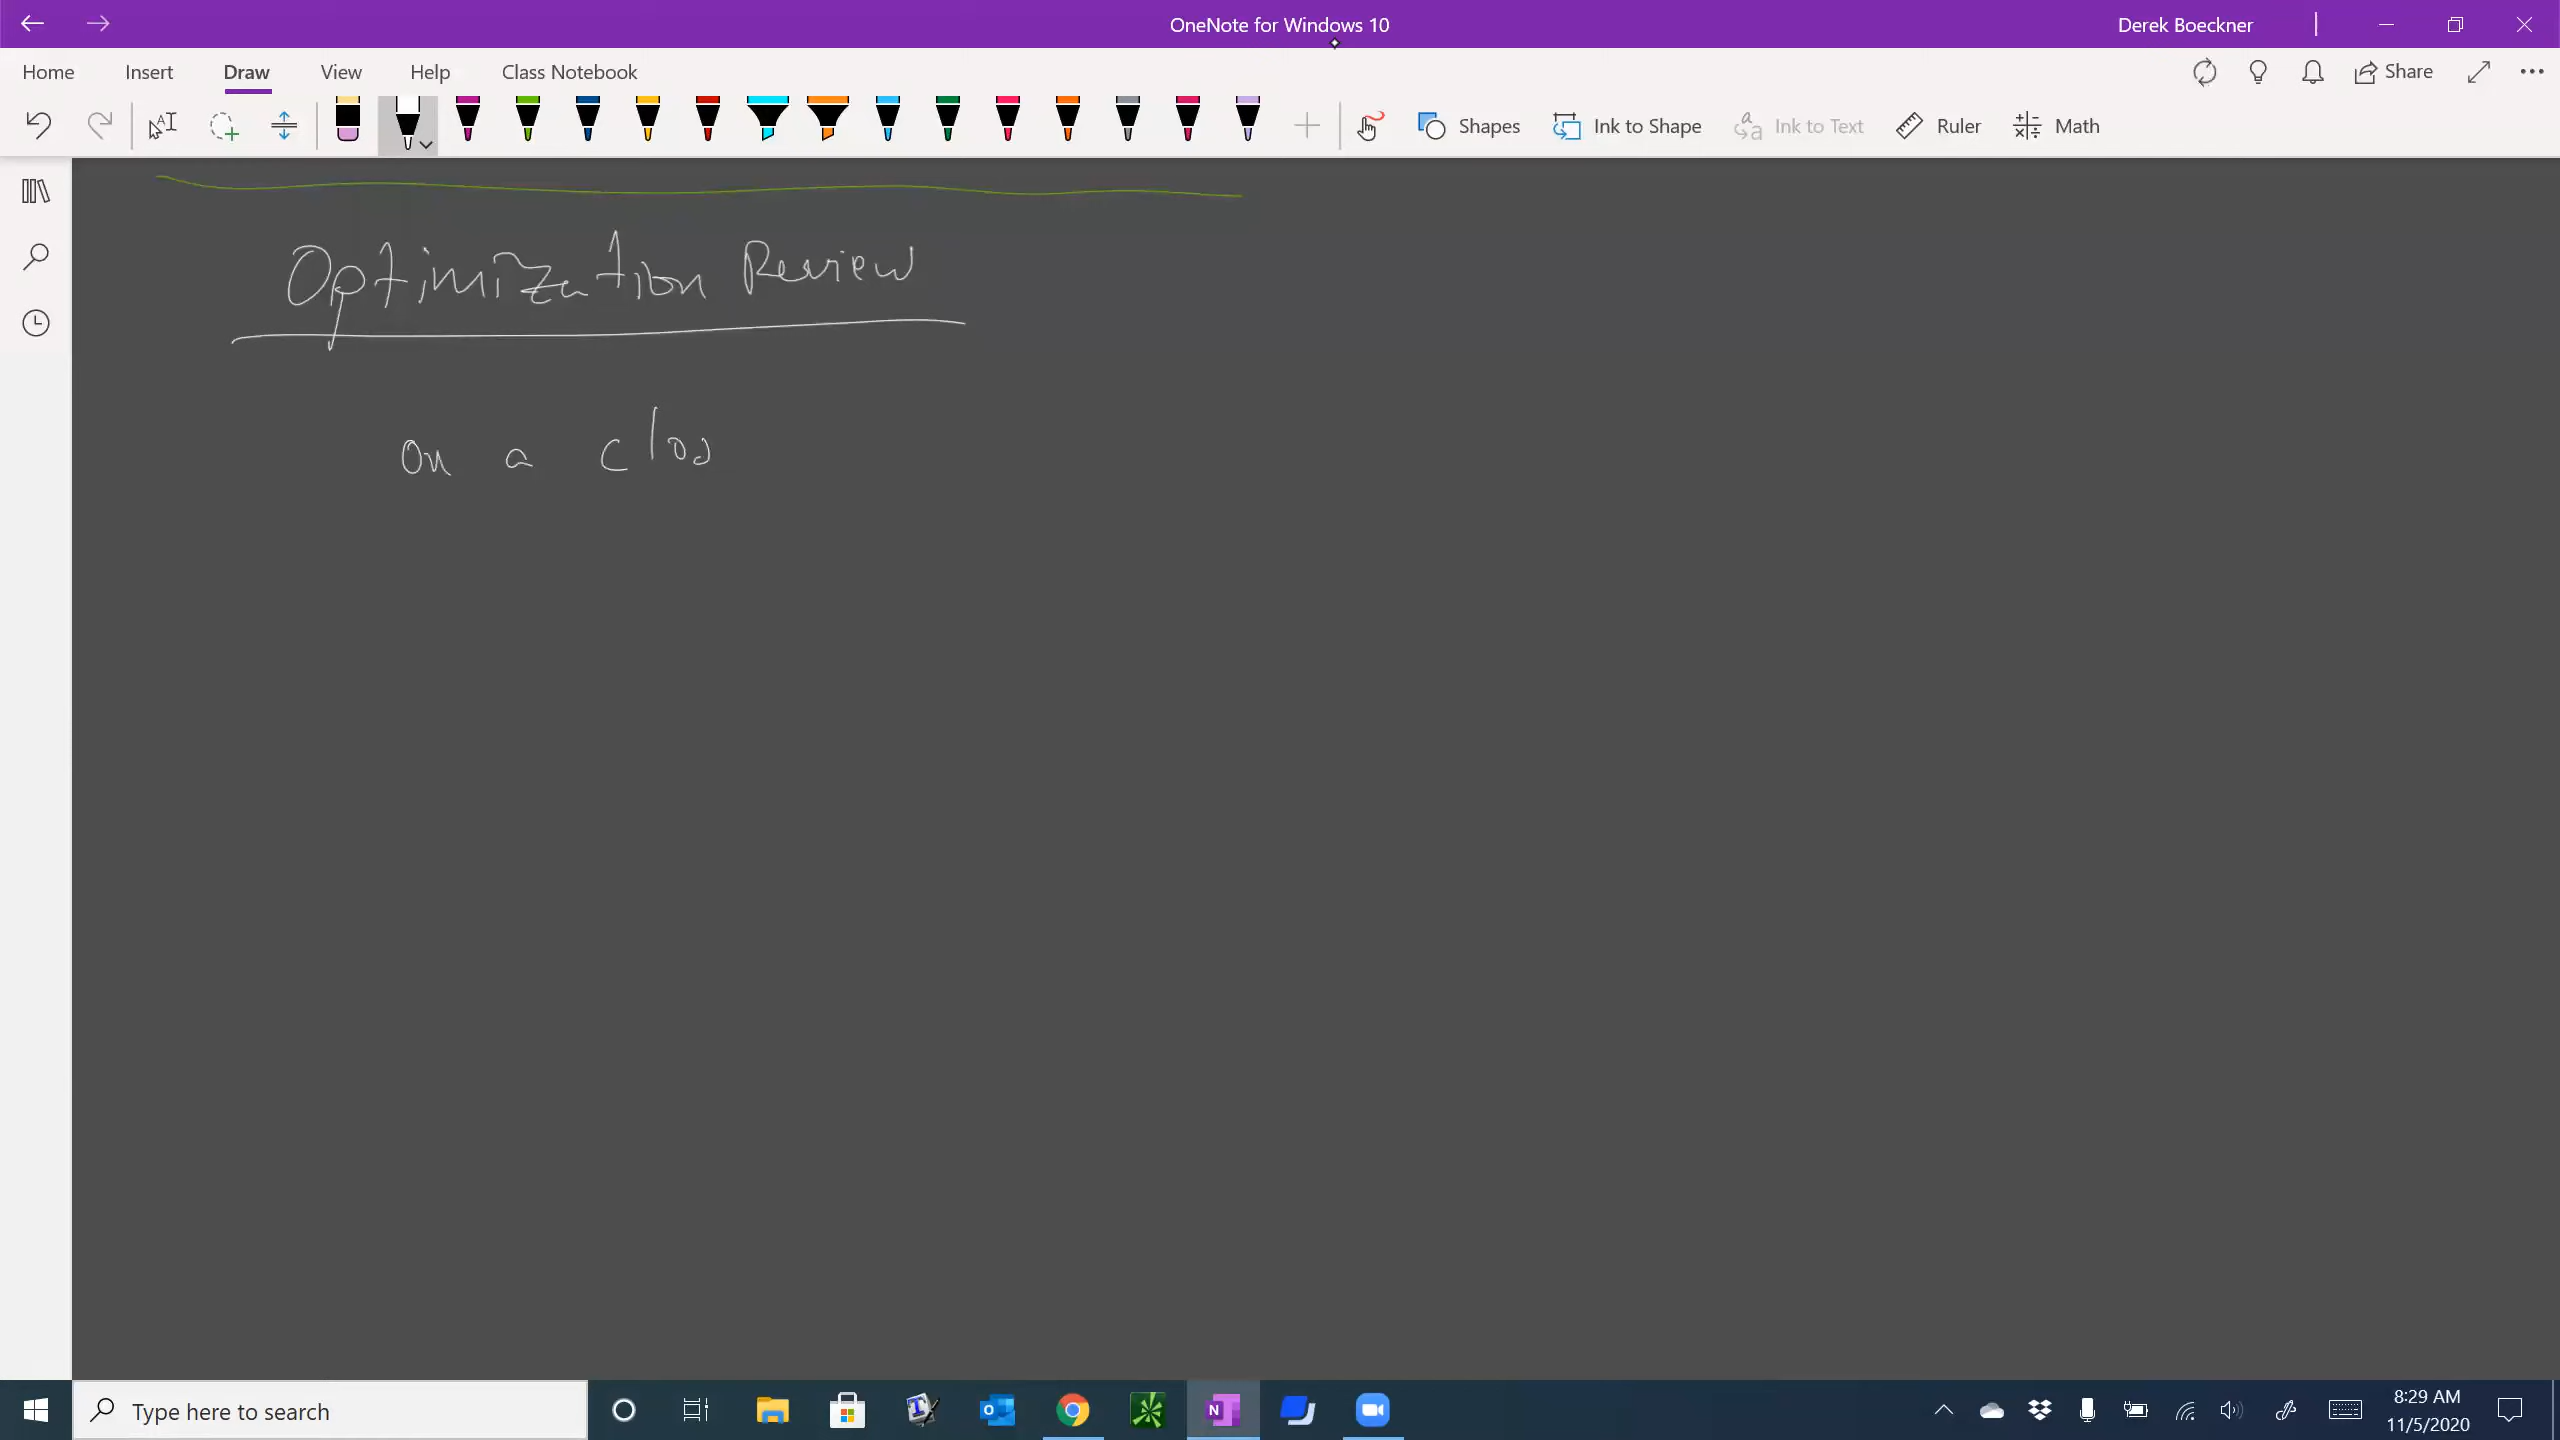 OneNote for Windows 10
Derek Boeckner
Home Insert Draw View Help Class Notebook
Share
Shapes Ink to Shape Ink to Text Ruler Math
Optimization Review
On a clos
Type here to search
8:29 AM
11/5/2020